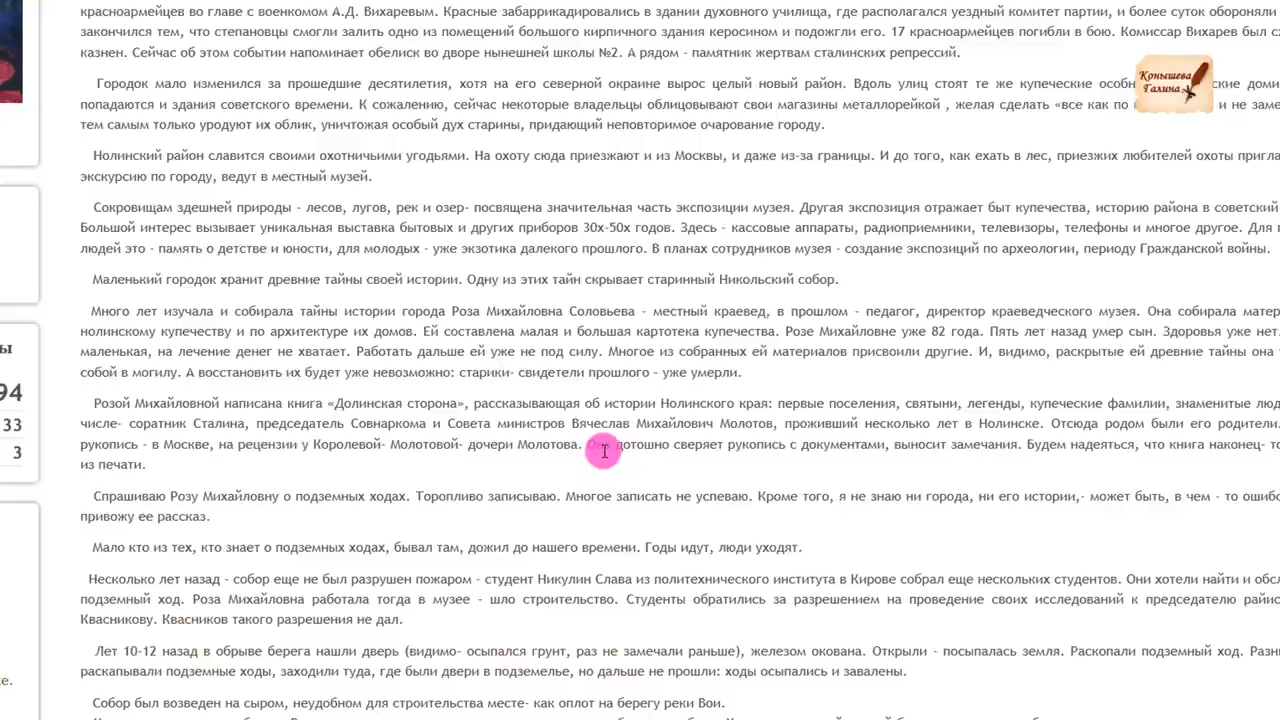 красноармейцев во главе с военкомом А.Д. Вихаревым. Красные забаррикадировались в здании духовного училища, где располагался уездный комитет партии, и более суток обороняли
закончился тем, что степановцы смогли залить одно из помещений большого кирпичного здания керосином и подожгли его. 17 красноармейцев погибли в бою. Комиссар Вихарев был
казнен. Сейчас об этом событии напоминает обелиск во дворе нынешней школы №2. А рядом - памятник жертвам сталинских репрессий.
Городок мало изменился за прошедшие десятилетия, хотя на его северной окраине вырос целый новый район. Вдоль улиц стоят те же купеческие особн ские доми
Конышева
Галина
попадаются и здания советского времени. К сожалению, сейчас некоторые владельцы облицовывают свои магазины металлорейкой , желая сделать «все как по и не заме
тем самым только уродуют их облик, уничтожая особый дух старины, придающий неповторимое очарование городу.
Нолинский район славится своими охотничьими угодьями. На охоту сюда приезжают и из Москвы, и даже из-за границы. И до того, как ехать в лес, приезжих любителей охоты пригла
экскурсию по городу, ведут в местный музей.
Сокровищам здешней природы - лесов, лугов, рек и озер- посвящена значительная часть экспозиции музея. Другая экспозиция отражает быт купечества, историю района в советский
Большой интерес вызывает уникальная выставка бытовых и других приборов 30х-50х годов. Здесь - кассовые аппараты, радиоприемники, телевизоры, телефоны и многое другое. Для
людей это - память о детстве и юности, для молодых - уже экзотика далекого прошлого. В планах сотрудников музея - создание экспозиций по археологии, периоду Гражданской войны.
Маленький городок хранит древние тайны своей истории. Одну из этих тайн скрывает старинный Никольский собор.
Много лет изучала и собирала тайны истории города Роза Михайловна Соловьева - местный краевед, в прошлом - педагог, директор краеведческого музея. Она собирала матер
нолинскому купечеству и по архитектуре их домов. Ей составлена малая и большая картотека купечества. Розе Михайловне уже 82 года. Пять лет назад умер сын. Здоровья уже нет.
маленькая, на лечение денег не хватает. Работать дальше ей уже не под силу. Многое из собранных ей материалов присвоили другие. И, видимо, раскрытые ей древние тайны она
собой в могилу. А восстановить их будет уже невозможно: старики- свидетели прошлого - уже умерли.
Розой Михайловной написана книга «Долинская сторона», рассказывающая об истории Нолинского края: первые поселения, святыни, легенды, купеческие фамилии, знаменитые люд
числе- соратник Сталина, председатель Совнаркома и Совета министров Вячеслав Михайлович Молотов, проживший несколько лет в Нолинске. Отсюда родом были его родители.
рукопись - в Москве, на рецензии у Королевой- Молотовой- дочери Молотова. Она дотошно сверяет рукопись с документами, выносит замечания. Будем надеяться, что книга наконец- то
из печати.
Спрашиваю Розу Михайловну о подземных ходах. Торопливо записываю. Многое записать не успеваю. Кроме того, я не знаю ни города, ни его истории,- может быть, в чем - то ошибо
привожу ее рассказ.
Мало кто из тех, кто знает о подземных ходах, бывал там, дожил до нашего времени. Годы идут, люди уходят.
Несколько лет назад - собор еще не был разрушен пожаром - студент Никулин Слава из политехнического института в Кирове собрал еще нескольких студентов. Они хотели найти и обсл
подземный ход. Роза Михайловна работала тогда в музее - шло строительство. Студенты обратились за разрешением на проведение своих исследований к председателю райис
Квасникову. Квасников такого разрешения не дал.
Лет 10-12 назад в обрыве берега нашли дверь (видимо- осыпался грунт, раз не замечали раньше), железом окована. Открыли - посыпалась земля. Раскопали подземный ход. Разн
раскапывали подземные ходы, заходили туда, где были двери в подземелье, но дальше не прошли: ходы осыпались и завалены.
Собор был возведен на сыром, неудобном для строительства месте- как оплот на берегу реки Вои.
ы
94
33
3
е.